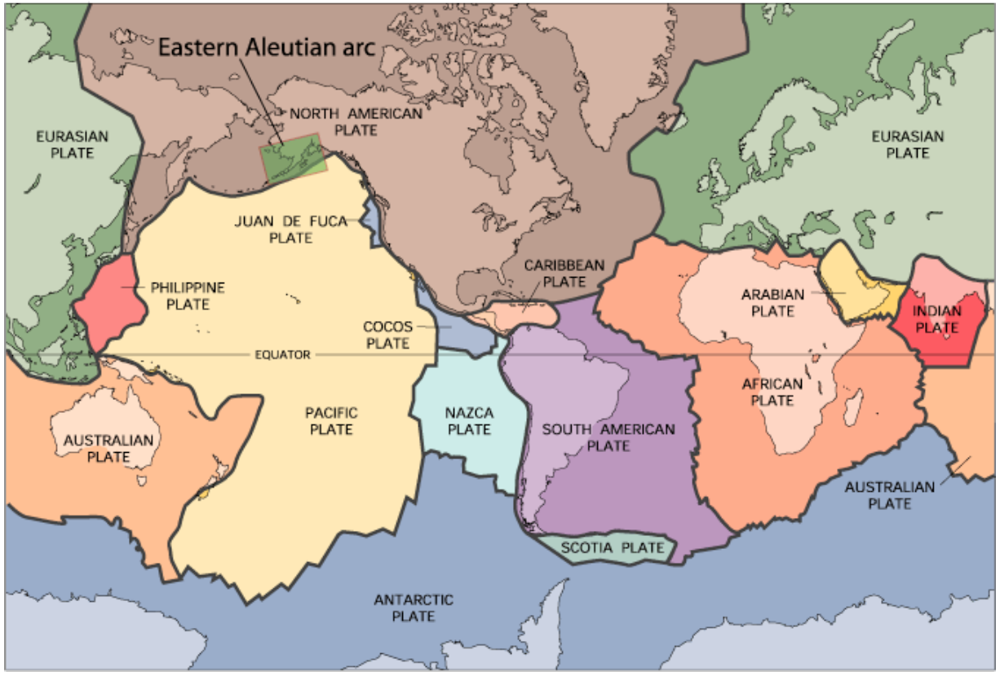 Eastern Aleutian arc
NORTH AMERICAN
PLATE
EURASIAN
PLATE
EURASIAN
PLATE
JUAN DE FUCA
PLATE
CARIBBEAN
PLATE
PHILIPPINE
PLATE
ARABIAN
PLATE
INDIAN
PLATE
COCOS
PLATE
EQUATOR
AFRICAN
PLATE
PACIFIC
PLATE
NAZCA
PLATE
SOUTH AMERICAN
PLATE
AUSTRALIAN
PLATE
AUSTRALIAN
PLATE
SCOTIA PLATE
ANTARCTIC
PLATE